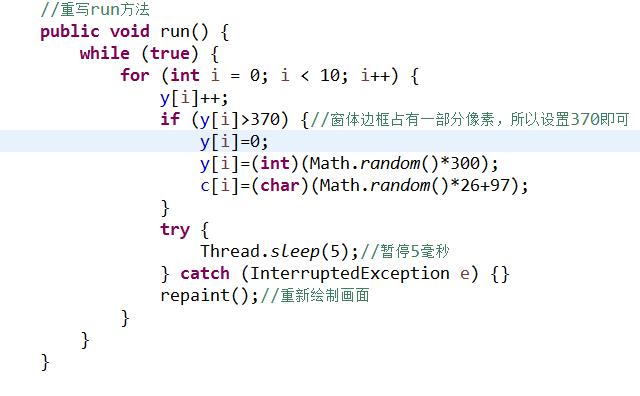 //重写run方法
public void run() {
while (true) {
for (int i = 0; i < 10; i++) {
y[i]++;
if (y[i]>370) {//窗体边框占有一部分像素，所以设置370即可
y[i]=0;
y[i]=(int)(Math.random()*300);
c[i]=(char)(Math.random()*26+97);
}
try {
Thread.sleep(5);//暂停5毫秒
} catch (InterruptedException e) {}
repaint();//重新绘制画面
}
}
}